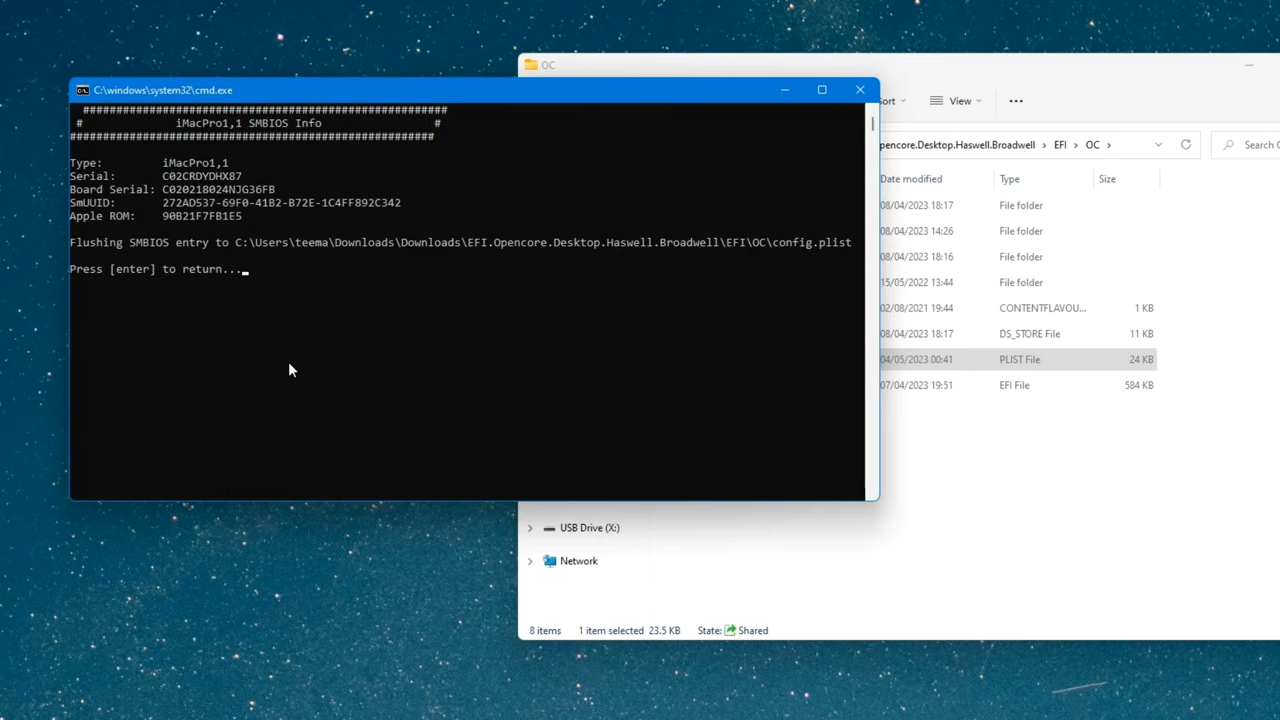 OC
C:\windows\system32\cmd.exe
#######################################################
# iMacPro1,1 SMBIOS Info #
#######################################################
Type: iMacPro1,1
Serial: C02CRDYDHX87
Board Serial: C020218024NJG36FB
SmUUID: 272AD537-69F0-41B2-B72E-1C4FF892C342
Apple ROM: 90B21F7FB1E5
Flushing SMBIOS entry to C:\Users\teema\Downloads\Downloads\EFI.Opencore.Desktop.Haswell.Broadwell\EFI\OC\config.plist
Press [enter] to return...
ort View ...
pencore.Desktop.Haswell.Broadwell > EFI > OC > Search
Date modified Type Size
08/04/2023 18:17 File folder
08/04/2023 14:26 File folder
08/04/2023 18:16 File folder
15/05/2022 13:44 File folder
02/08/2021 19:44 CONTENTFLAVOU... 1 KB
08/04/2023 18:17 DS_STORE File 11 KB
04/05/2023 00:41 PLIST File 24 KB
07/04/2023 19:51 EFI File 584 KB
USB Drive (X:)
Network
8 items 1 item selected 23.5 KB State: Shared